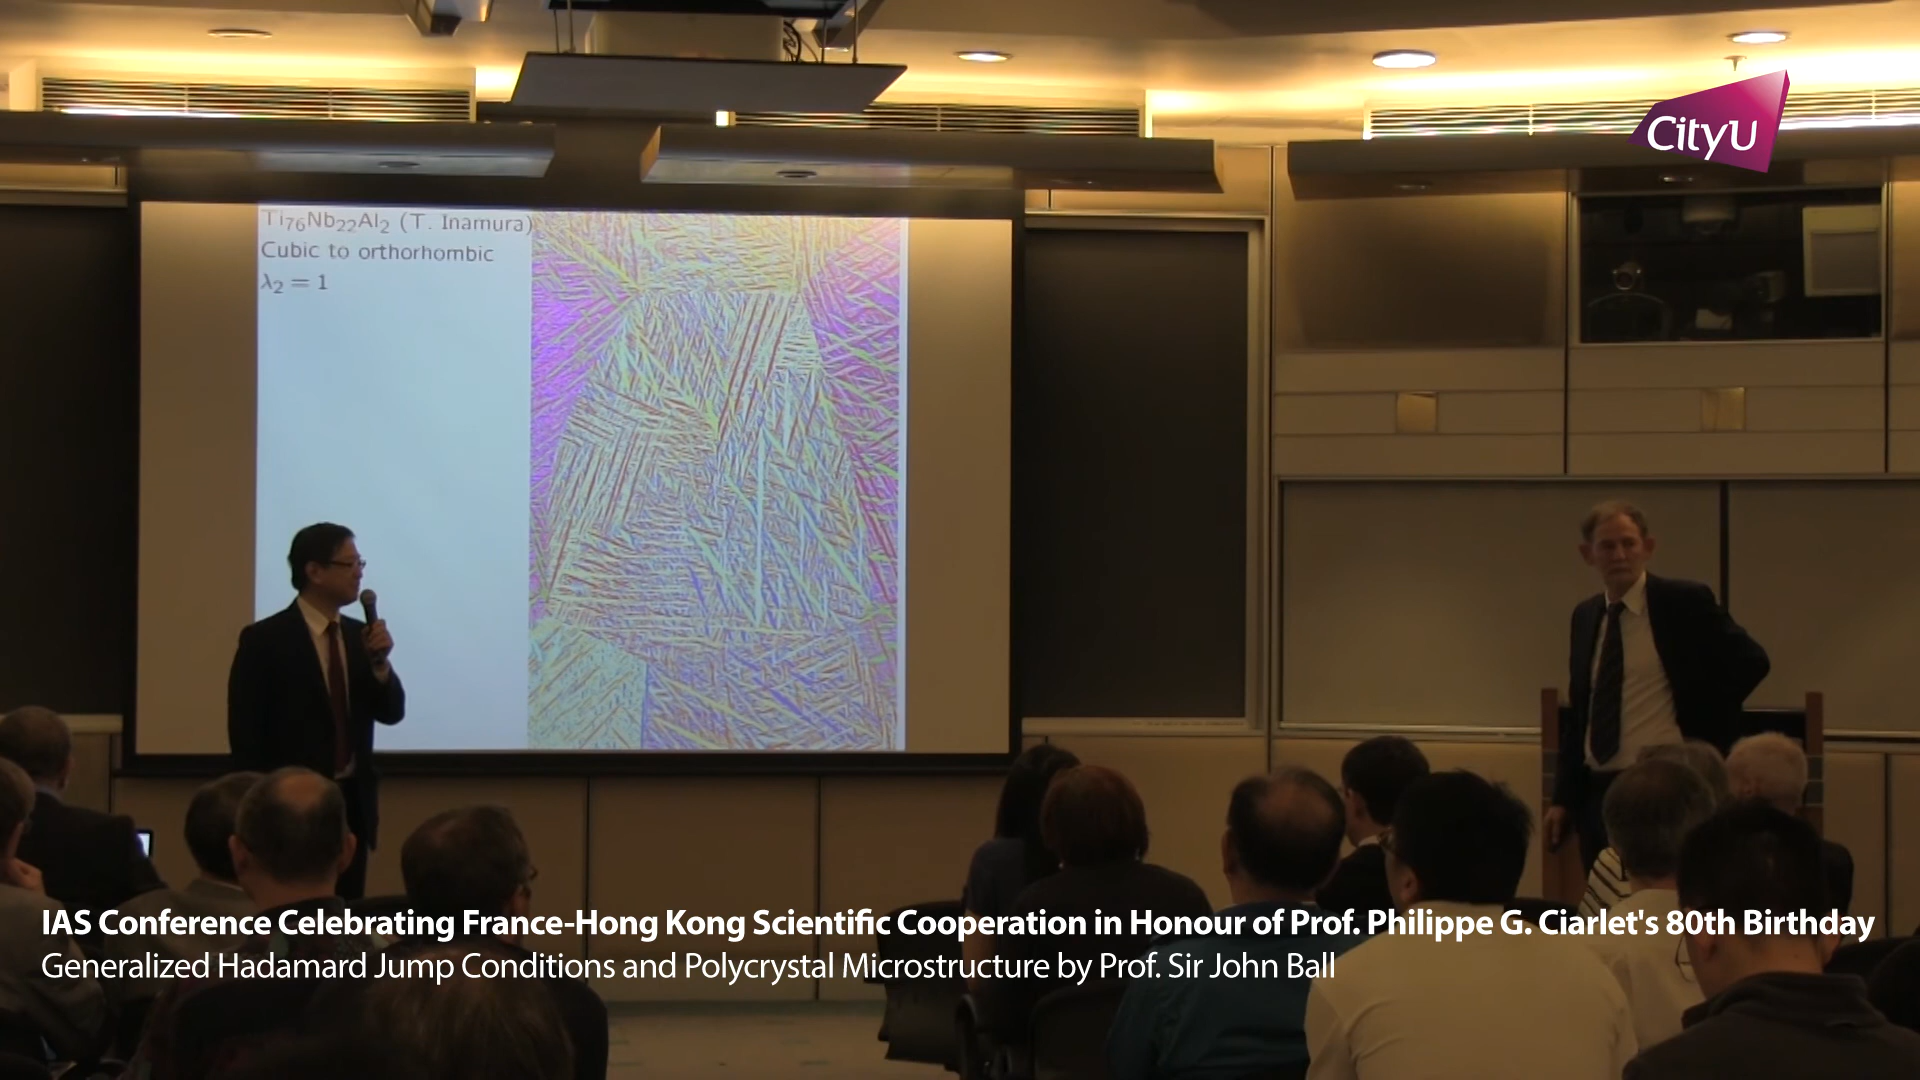 CityU
Ti76Nb22Al2 (T. Inamura)
Cubic to orthorhombic
λ2 = 1
IAS Conference Celebrating France-Hong Kong Scientific Cooperation in Honour of Prof. Philippe G. Ciarlet's 80th Birthday
Generalized Hadamard Jump Conditions and Polycrystal Microstructure by Prof. Sir John Ball